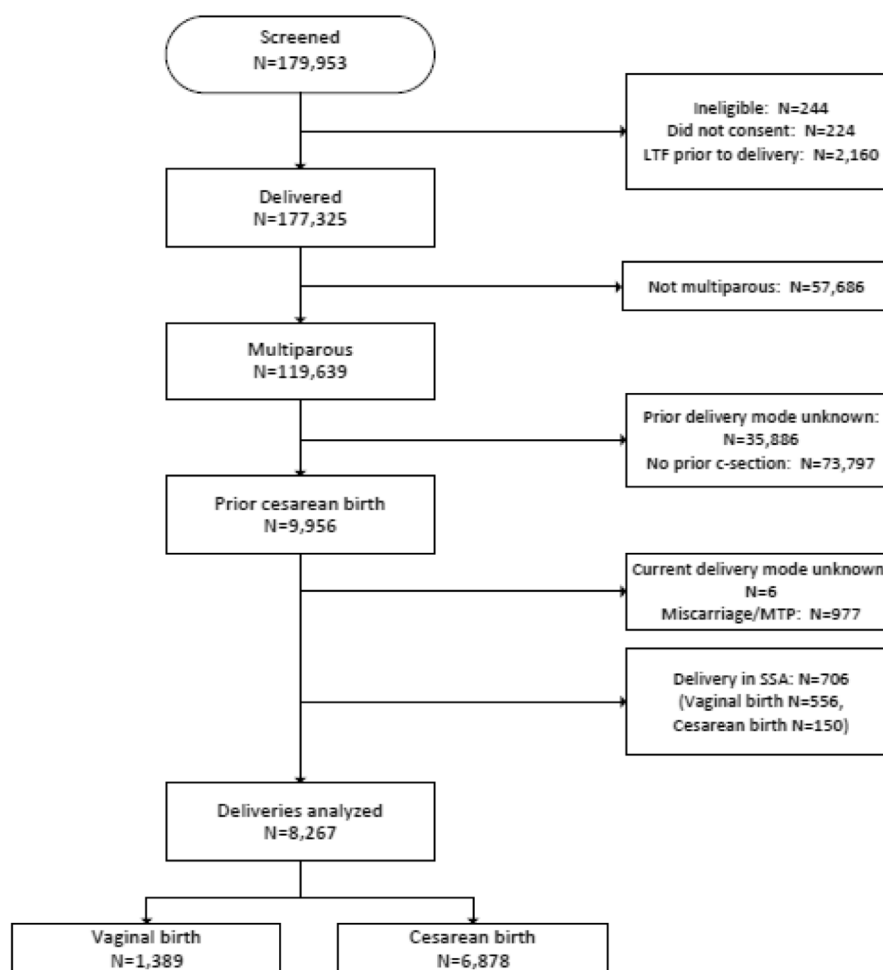 Screened
N=179,953
Ineligible: N=244
Did not consent: N=224
LTF prior to delivery: N=2,160
Delivered
N=177,325
Not multiparous: N=57,686
Multiparous
N=119,639
Prior delivery mode unknown:
N=35,886
No prior c-section: N=73,797
Prior cesarean birth
N=9,956
Current delivery mode unknown
N=6
Miscarriage/MTP: N=977
Delivery in SSA: N=706
(Vaginal birth N=556,
Cesarean birth N=150)
Deliveries analyzed
N=8,267
Vaginal birth
N=1,389
Cesarean birth
N=6,878